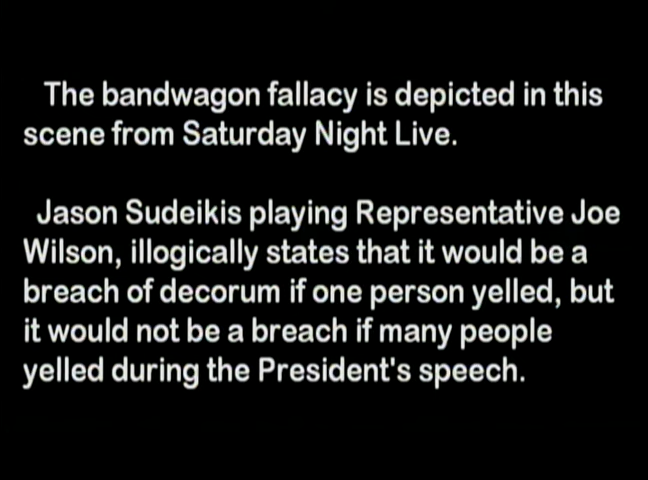 The bandwagon fallacy is depicted in this
scene from Saturday Night Live.
Jason Sudeikis playing Representative Joe
Wilson, illogically states that it would be a
breach of decorum if one person yelled, but
it would not be a breach if many people
yelled during the President's speech.